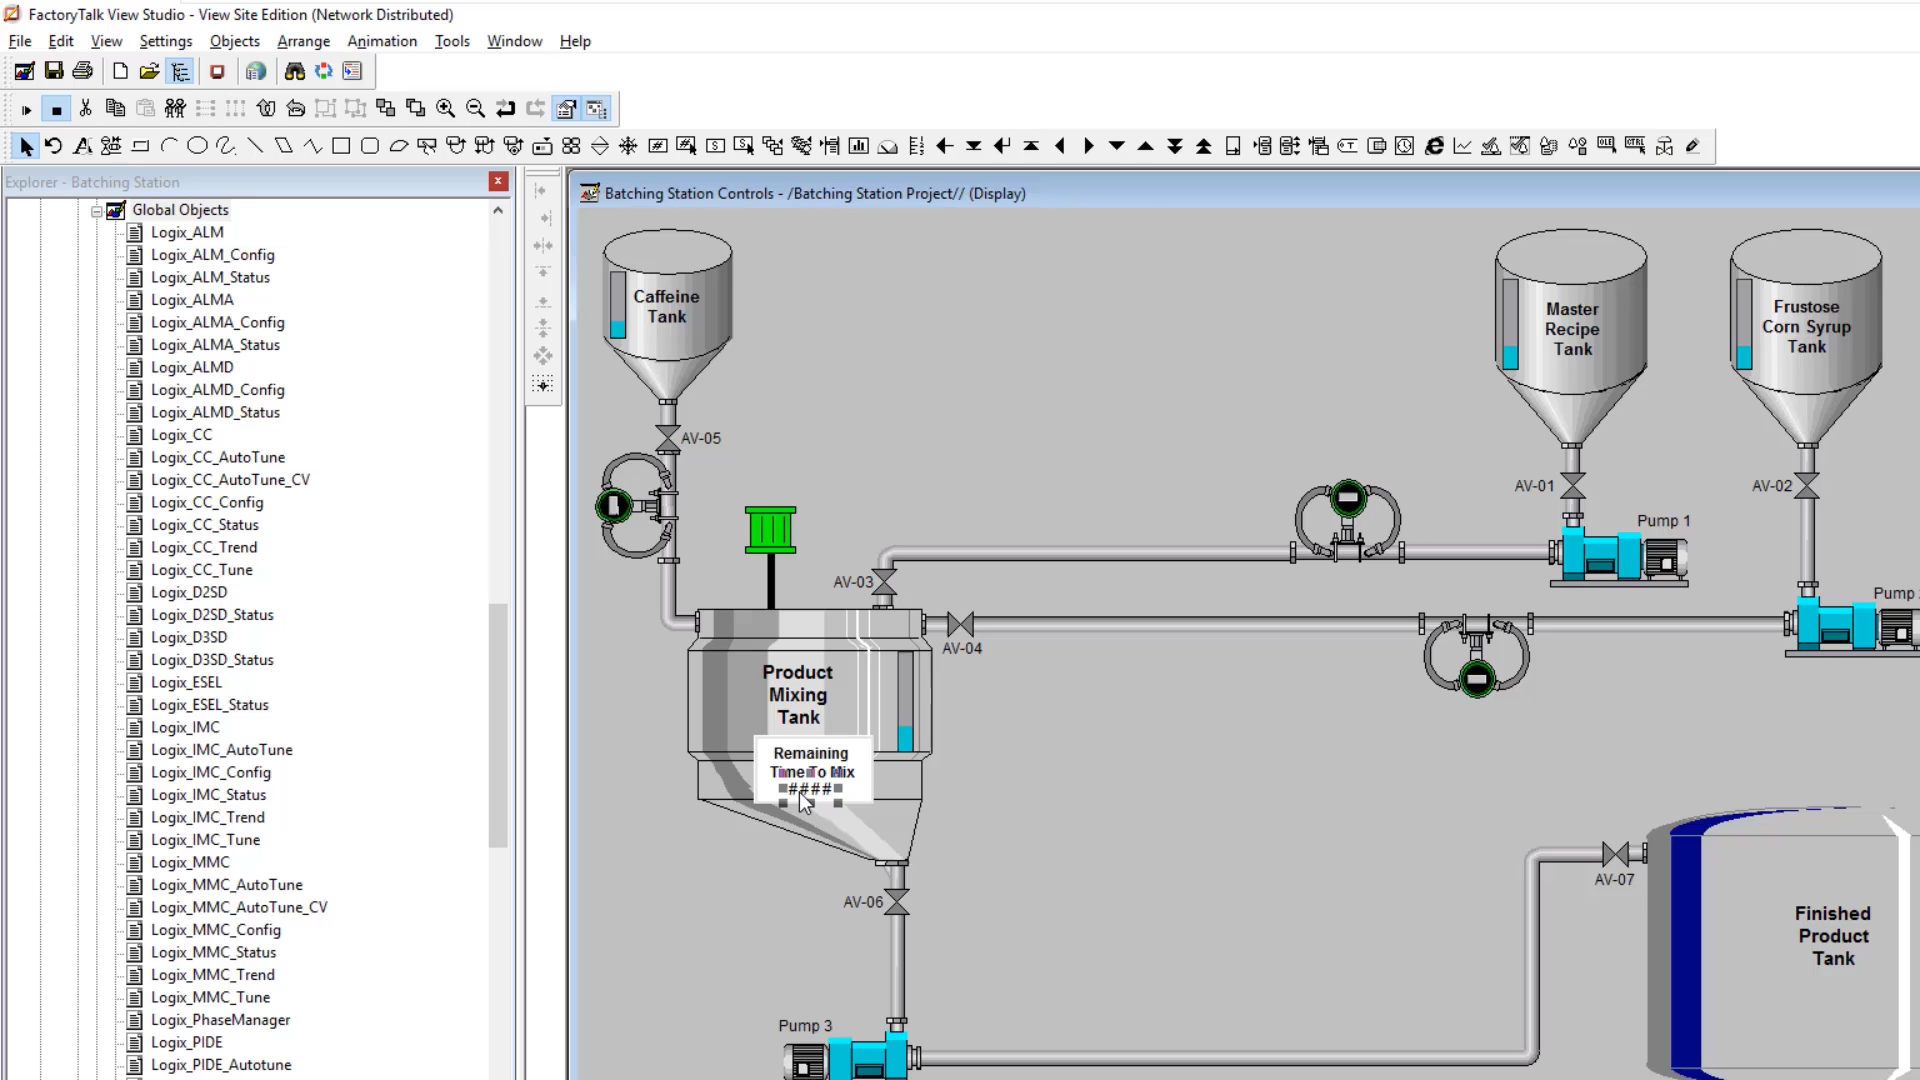 FactoryTalk View Studio - View Site Edition (Network Distributed)
File Edit View Settings Objects Arrange Animation Tools Window Help
Explorer - Batching Station
Global Objects
Logix_ALM
Logix_ALM_Config
Logix_ALM_Status
Logix_ALMA
Logix_ALMA_Config
Logix_ALMA_Status
Logix_ALMD
Logix_ALMD_Config
Logix_ALMD_Status
Logix_CC
Logix_CC_AutoTune
Logix_CC_AutoTune_CV
Logix_CC_Config
Logix_CC_Status
Logix_CC_Trend
Logix_CC_Tune
Logix_D2SD
Logix_D2SD_Status
Logix_D3SD
Logix_D3SD_Status
Logix_ESEL
Logix_ESEL_Status
Logix_IMC
Logix_IMC_AutoTune
Logix_IMC_Config
Logix_IMC_Status
Logix_IMC_Trend
Logix_IMC_Tune
Logix_MMC
Logix_MMC_AutoTune
Logix_MMC_AutoTune_CV
Logix_MMC_Config
Logix_MMC_Status
Logix_MMC_Trend
Logix_MMC_Tune
Logix_PhaseManager
Logix_PIDE
Logix_PIDE_Autotune
Batching Station Controls - /Batching Station Project// (Display)
Caffeine
Tank
Master
Recipe
Tank
Frustose
Corn Syrup
Tank
AV-05
AV-01
AV-02
Pump 1
AV-03
Pump
AV-04
Product
Mixing
Tank
Remaining
Time To Mix
####
AV-06
AV-07
Finished
Product
Tank
Pump 3